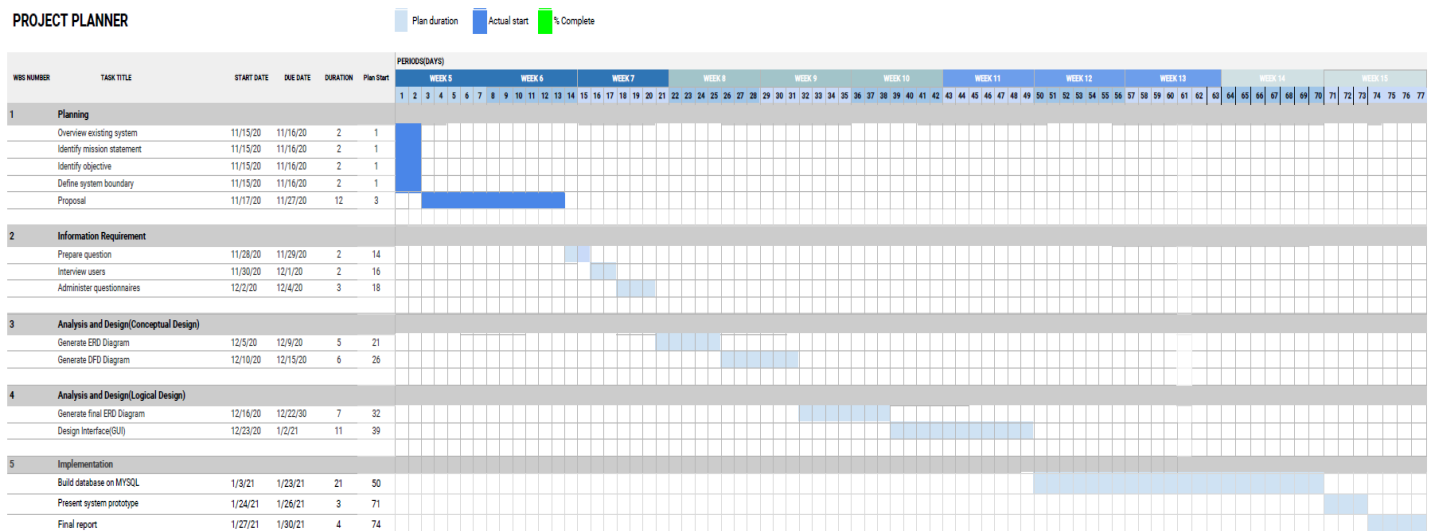 PROJECT PLANNER Plan duration Actual start % Complete
PERIODS(DAYS)
WBS NUMBER TASK TITLE START DATE DUE DATE DURATION Plan Start WEEK 5 WEEK 6 WEEK 7 WEEK 8 WEEK 9 WEEK 10 WEEK 11 WEEK 12 WEEK 13 WEEK 14 WEEK 15
1 2 3 4 5 6 7 8 9 10 11 12 13 14 15 16 17 18 19 20 21 22 23 24 25 26 27 28 29 30 31 32 33 34 35 36 37 38 39 40 41 42 43 44 45 46 47 48 49 50 51 52 53 54 55 56 57 58 59 60 61 62 63 64 65 66 67 68 69 70 71 72 73 74 75 76 77
1 Planning
Overview existing system 11/15/20 11/16/20 2 1
Identify mission statement 11/15/20 11/16/20 2 1
Identify objective 11/15/20 11/16/20 2 1
Define system boundary 11/15/20 11/16/20 2 1
Proposal 11/17/20 11/27/20 12 3
2 Information Requirement
Prepare question 11/28/20 11/29/20 2 14
Interview users 11/30/20 12/1/20 2 16
Administer questionnaires 12/2/20 12/4/20 3 18
3 Analysis and Design(Conceptual Design)
Generate ERD Diagram 12/5/20 12/9/20 5 21
Generate DFD Diagram 12/10/20 12/15/20 6 26
4 Analysis and Design(Logical Design)
Generate final ERD Diagram 12/16/20 12/22/30 7 32
Design Interface(GUI) 12/23/20 1/2/21 11 39
5 Implementation
Build database on MYSQL 1/3/21 1/23/21 21 50
Present system prototype 1/24/21 1/26/21 3 71
Final report 1/27/21 1/30/21 4 74